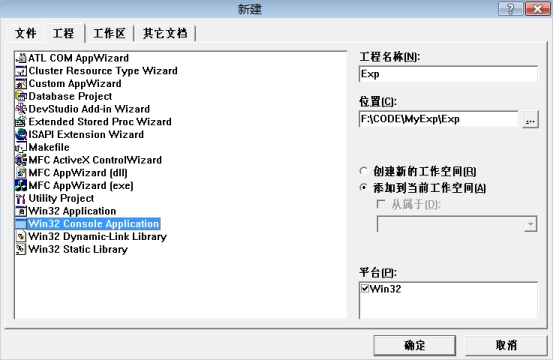 新建
文件 工程 工作区 其它文档
ATL COM AppWizard
Cluster Resource Type Wizard
Custom AppWizard
Database Project
DevStudio Add-in Wizard
Extended Stored Proc Wizard
ISAPI Extension Wizard
Makefile
MFC ActiveX ControlWizard
MFC AppWizard (dll)
MFC AppWizard (exe)
Utility Project
Win32 Application
Win32 Console Application
Win32 Dynamic-Link Library
Win32 Static Library
工程名称(N):
Exp
位置(C):
F:\CODE\MyExp\Exp
...
创建新的工作空间(R)
添加到当前工作空间(A)
从属于(D):
平台(P):
Win32
确定 取消